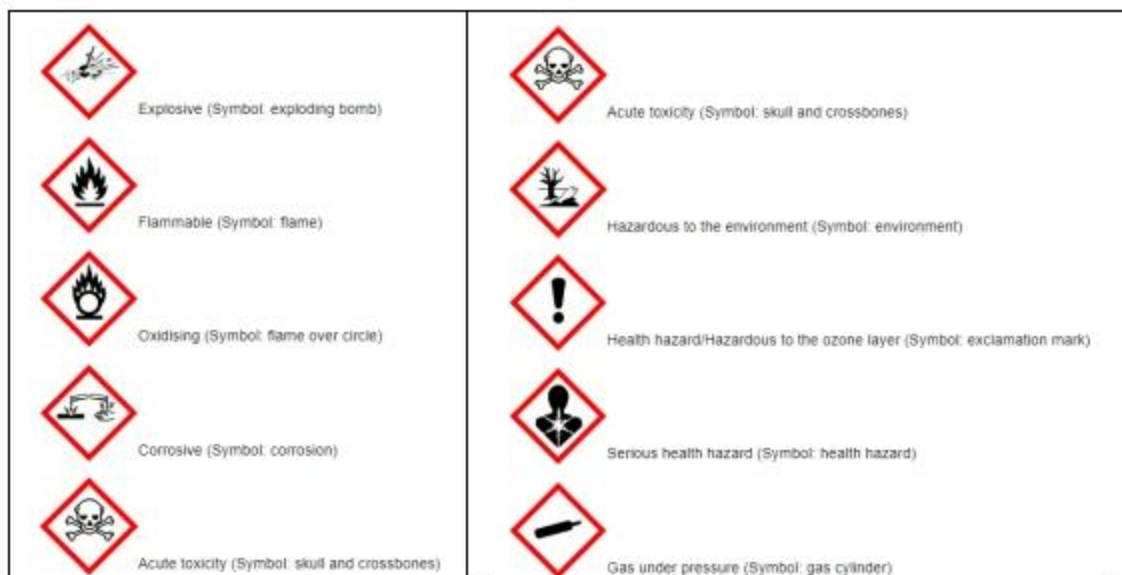 Explosive (Symbol: exploding bomb)
Flammable (Symbol: flame)
Oxidising (Symbol: flame over circle)
Corrosive (Symbol: corrosion)
Acute toxicity (Symbol: skull and crossbones)
Acute toxicity (Symbol: skull and crossbones)
Hazardous to the environment (Symbol: environment)
Health hazard/Hazardous to the ozone layer (Symbol: exclamation mark)
Serious health hazard (Symbol: health hazard)
Gas under pressure (Symbol: gas cylinder)